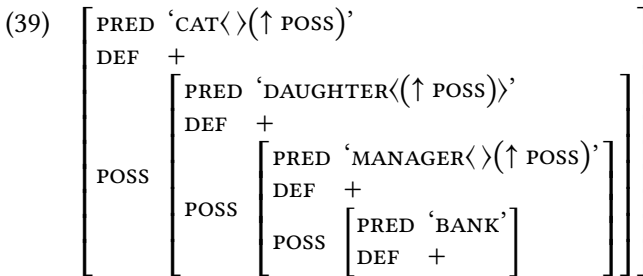 (39) PRED ‘CAT⟨ ⟩(↑ POSS)’
DEF +
PRED ‘DAUGHTER⟨(↑ POSS)⟩’
DEF +
PRED ‘MANAGER⟨ ⟩(↑ POSS)’
POSS
DEF +
POSS
PRED ‘BANK’
POSS
DEF +